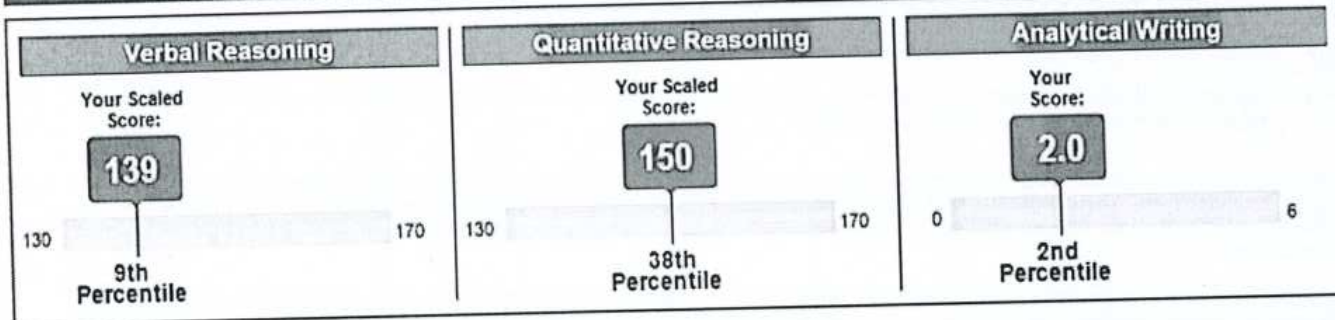 Verbal Reasoning
Your Scaled
Score:
139
130
170
9th
Percentile
Quantitative Reasoning
Your Scaled
Score:
150
130
170
38th
Percentile
Analytical Writing
Your
Score:
2.0
0
6
2nd
Percentile